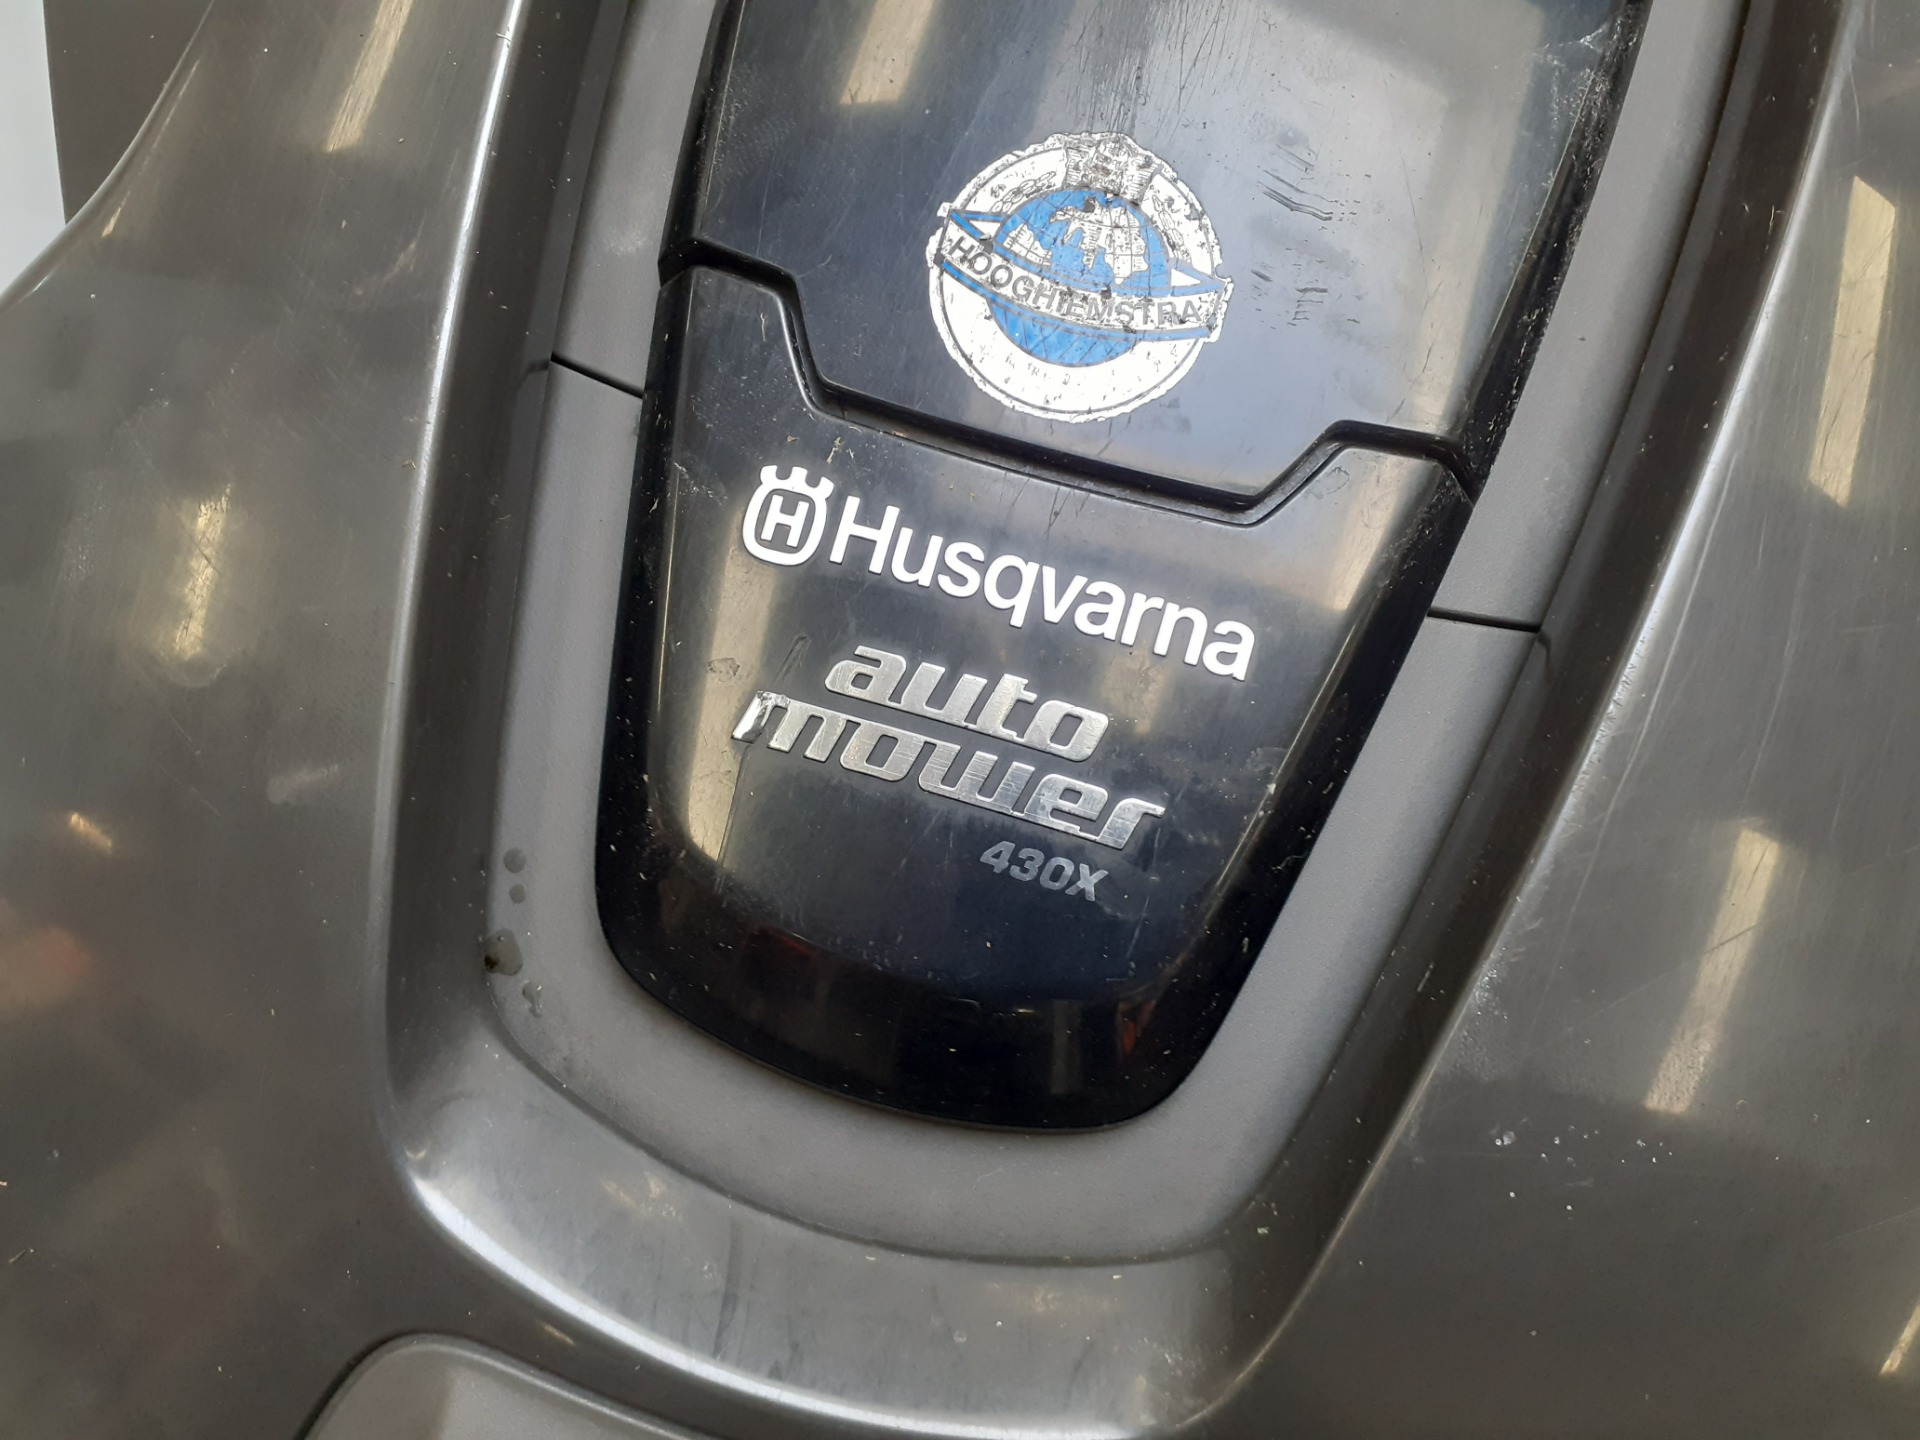 HOOGHIEMSTRA
H Husqvarna
auto
mower
430X